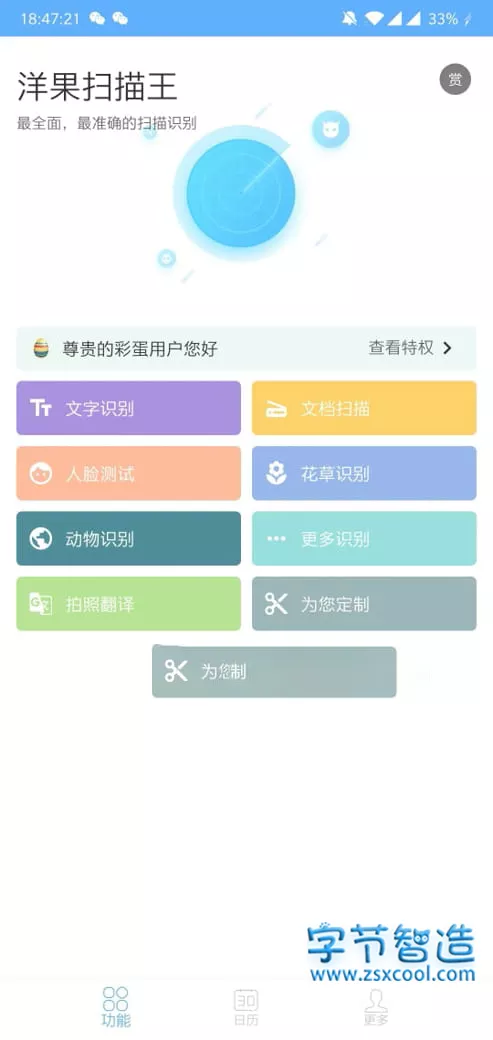 18:47:21
33%
洋果扫描王
赏
最全面，最准确的扫描识别
尊贵的彩蛋用户您好
查看特权
文字识别
文档扫描
人脸测试
花草识别
动物识别
更多识别
拍照翻译
为您定制
为您制
字节智造
www.zsxcool.com
功能
30
日历
更多